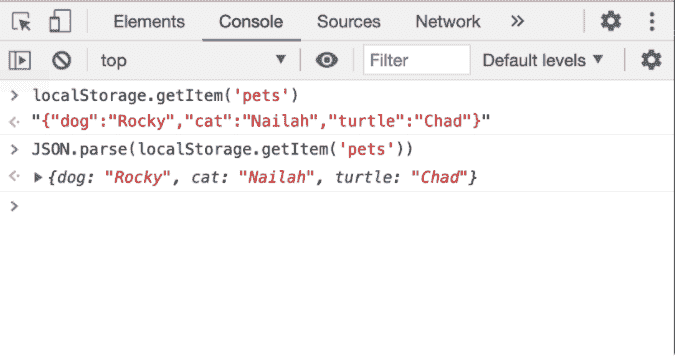 Elements Console Sources Network »
top Filter Default levels
> localStorage.getItem('pets')
"{"dog":"Rocky","cat":"Nailah","turtle":"Chad"}"
> JSON.parse(localStorage.getItem('pets'))
{dog: "Rocky", cat: "Nailah", turtle: "Chad"}
>